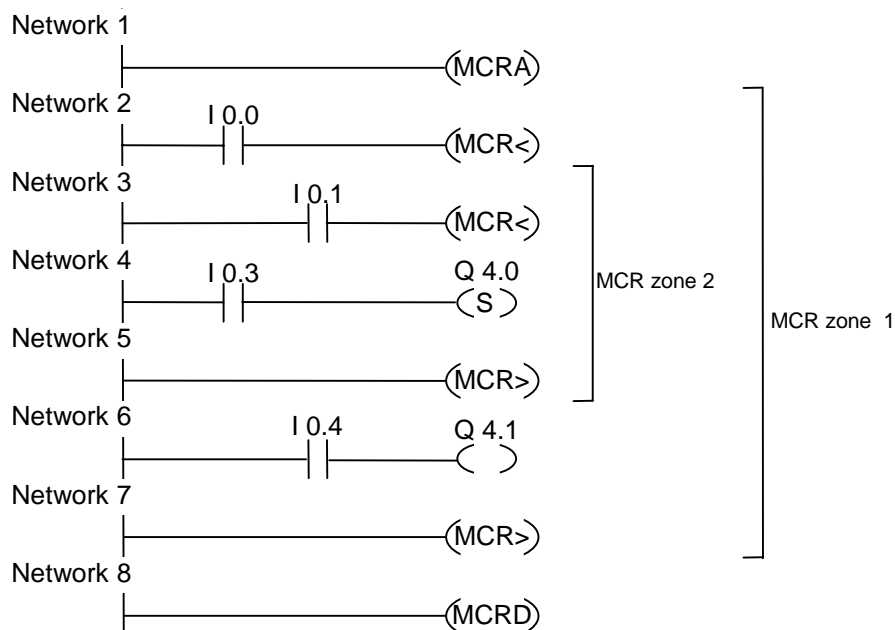 Network 1
(MCRA)
Network 2
I 0.0
(MCR<)
Network 3
I 0.1
(MCR<)
Network 4
I 0.3
Q 4.0
(S)
MCR zone 2
Network 5
(MCR>)
MCR zone 1
Network 6
I 0.4
Q 4.1
( )
Network 7
(MCR>)
Network 8
(MCRD)